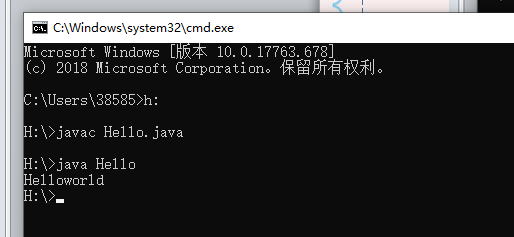 C:\Windows\system32\cmd.exe
Microsoft Windows [版本 10.0.17763.678]
(c) 2018 Microsoft Corporation。保留所有权利。
C:\Users\38585>h:
H:\>javac Hello.java
H:\>java Hello
Helloworld
H:\>